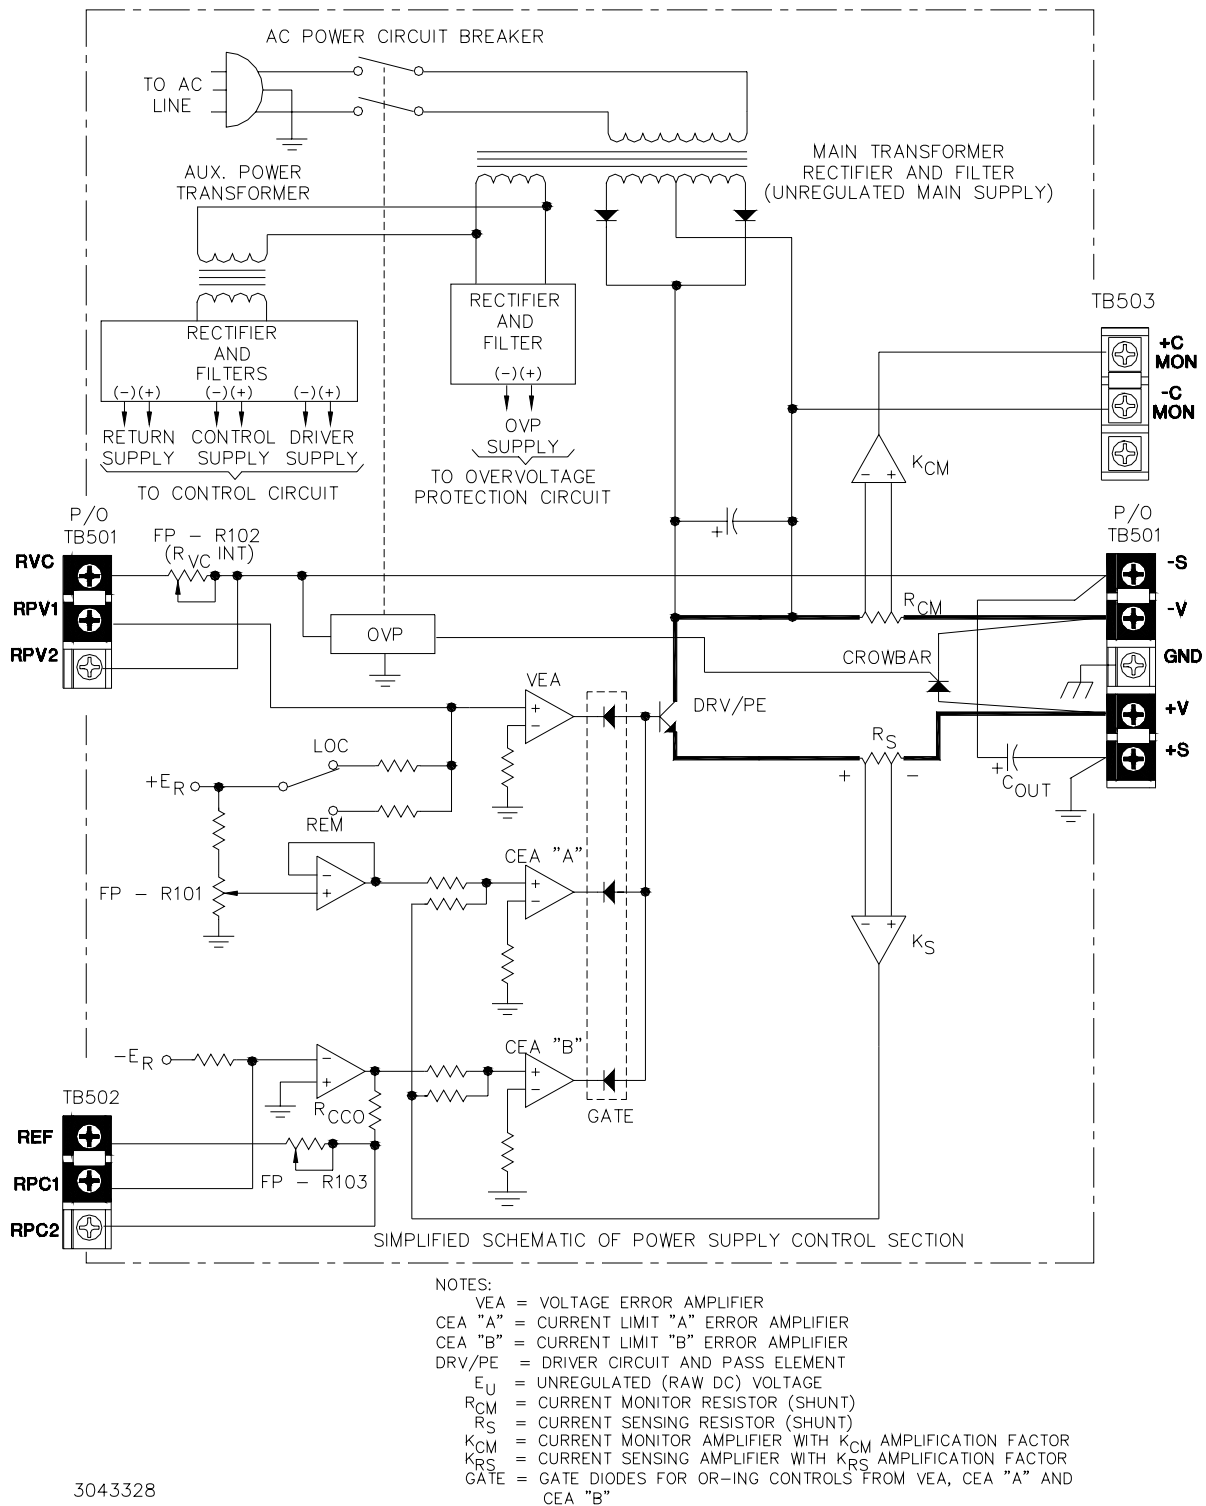 AC POWER CIRCUIT BREAKER
TO AC
LINE
AUX. POWER
TRANSFORMER
MAIN TRANSFORMER
RECTIFIER AND FILTER
(UNREGULATED MAIN SUPPLY)
RECTIFIER
AND
FILTERS
(-)(+)
(-)(+)
(-)(+)
RETURN
SUPPLY
CONTROL
SUPPLY
DRIVER
SUPPLY
TO CONTROL CIRCUIT
RECTIFIER
AND
FILTER
(-)(+)
OVP
SUPPLY
TO OVERVOLTAGE
PROTECTION CIRCUIT
TB503
+C
MON
-C
MON
- +
KCM
+
P/O
TB501
RVC
RPV1
RPV2
FP - R102
(RVC INT)
OVP
P/O
TB501
-S
-V
GND
+V
+S
RCM
CROWBAR
DRV/PE
RS
+ -
+
COUT
VEA
+
-
LOC
+ER
REM
FP - R101
-
+
CEA "A"
+
-
- +
KS
-ER
-
+
RCCO
CEA "B"
+
-
GATE
TB502
REF
RPC1
RPC2
FP - R103
SIMPLIFIED SCHEMATIC OF POWER SUPPLY CONTROL SECTION
NOTES:
VEA = VOLTAGE ERROR AMPLIFIER
CEA "A" = CURRENT LIMIT "A" ERROR AMPLIFIER
CEA "B" = CURRENT LIMIT "B" ERROR AMPLIFIER
DRV/PE = DRIVER CIRCUIT AND PASS ELEMENT
EU = UNREGULATED (RAW DC) VOLTAGE
RCM = CURRENT MONITOR RESISTOR (SHUNT)
RS = CURRENT SENSING RESISTOR (SHUNT)
KCM = CURRENT MONITOR AMPLIFIER WITH KCM AMPLIFICATION FACTOR
KRS = CURRENT SENSING AMPLIFIER WITH KRS AMPLIFICATION FACTOR
GATE = GATE DIODES FOR OR-ING CONTROLS FROM VEA, CEA "A" AND
CEA "B"
3043328